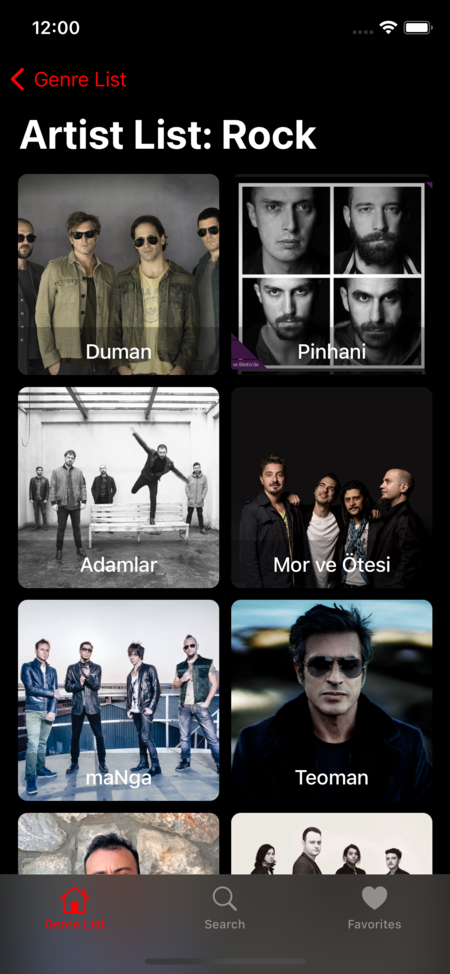 12:00
Genre List
Artist List: Rock
Duman
Pinhani
Adamlar
Mor ve Ötesi
maNga
Teoman
Genre List
Search
Favorites